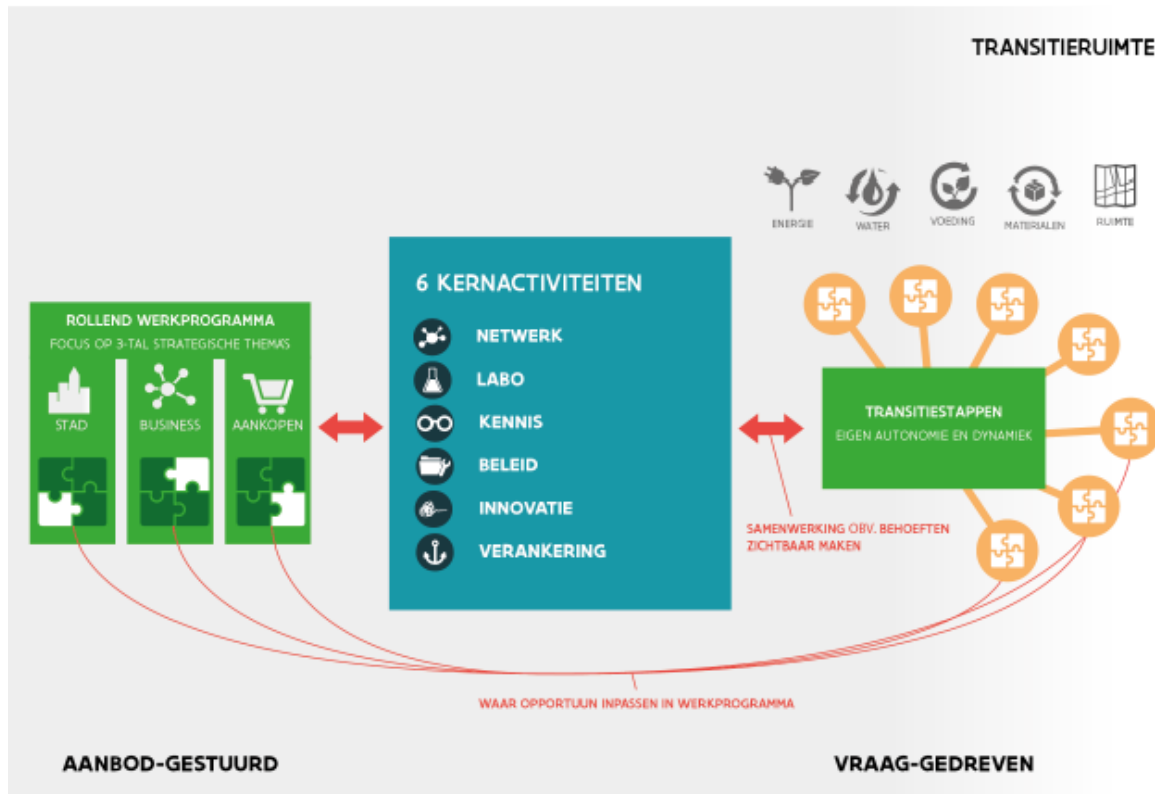 TRANSITIERUIMTE
ENERGIE
WATER
VOEDING
MATERIALEN
RUIMTE
ROLLEND WERKPROGRAMMA
FOCUS OP 3-TAL STRATEGISCHE THEMA'S
STAD
BUSINESS
AANKOPEN
6 KERNACTIVITEITEN
NETWERK
LABO
KENNIS
BELEID
INNOVATIE
VERANKERING
TRANSITIESTAPPEN
EIGEN AUTONOMIE EN DYNAMIEK
SAMENWERKING OBV. BEHOEFTEN
ZICHTBAAR MAKEN
WAAR OPPORTUUN INPASSEN IN WERKPROGRAMMA
AANBOD-GESTUURD
VRAAG-GEDREVEN